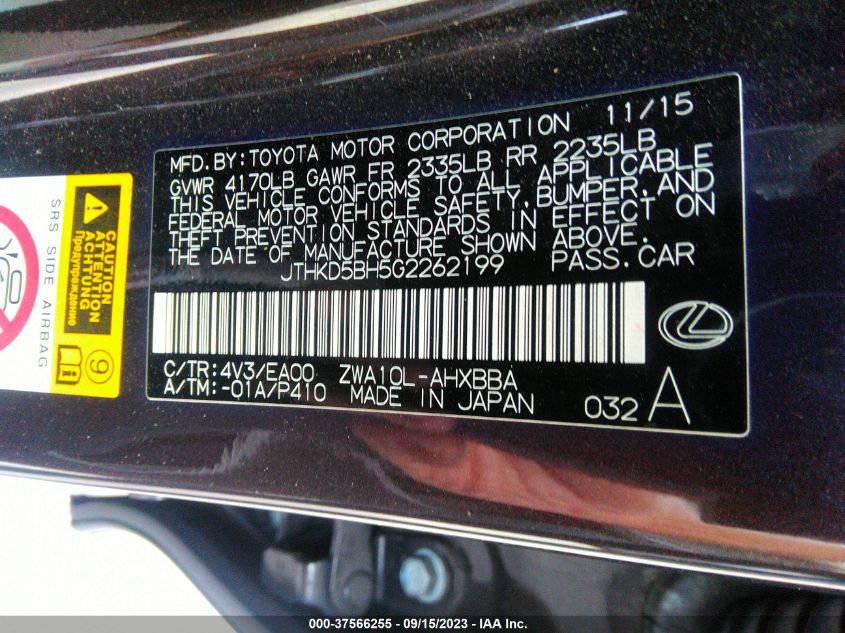 MFD.BY:TOYOTA MOTOR CORPORATION 11/15
GVWR 4170LB GAWR FR 2335LB RR 2235LB
THIS VEHICLE CONFORMS TO ALL APPLICABLE
FEDERAL MOTOR VEHICLE SAFETY,BUMPER,AND
THEFT PREVENTION STANDARDS IN EFFECT ON
THE DATE OF MANUFACTURE SHOWN ABOVE.
JTHKD5BH5G2262199 PASS.CAR
C/TR:4V3/EA00 ZWA10L-AHXBBA
A/TM:-01A/P410 MADE IN JAPAN 032 A
SRS SIDE AIRBAG
CAUTION
ATTENTION
ACHTUNG
Предупреждение
9
000-37566255 - 09/15/2023 - IAA Inc.